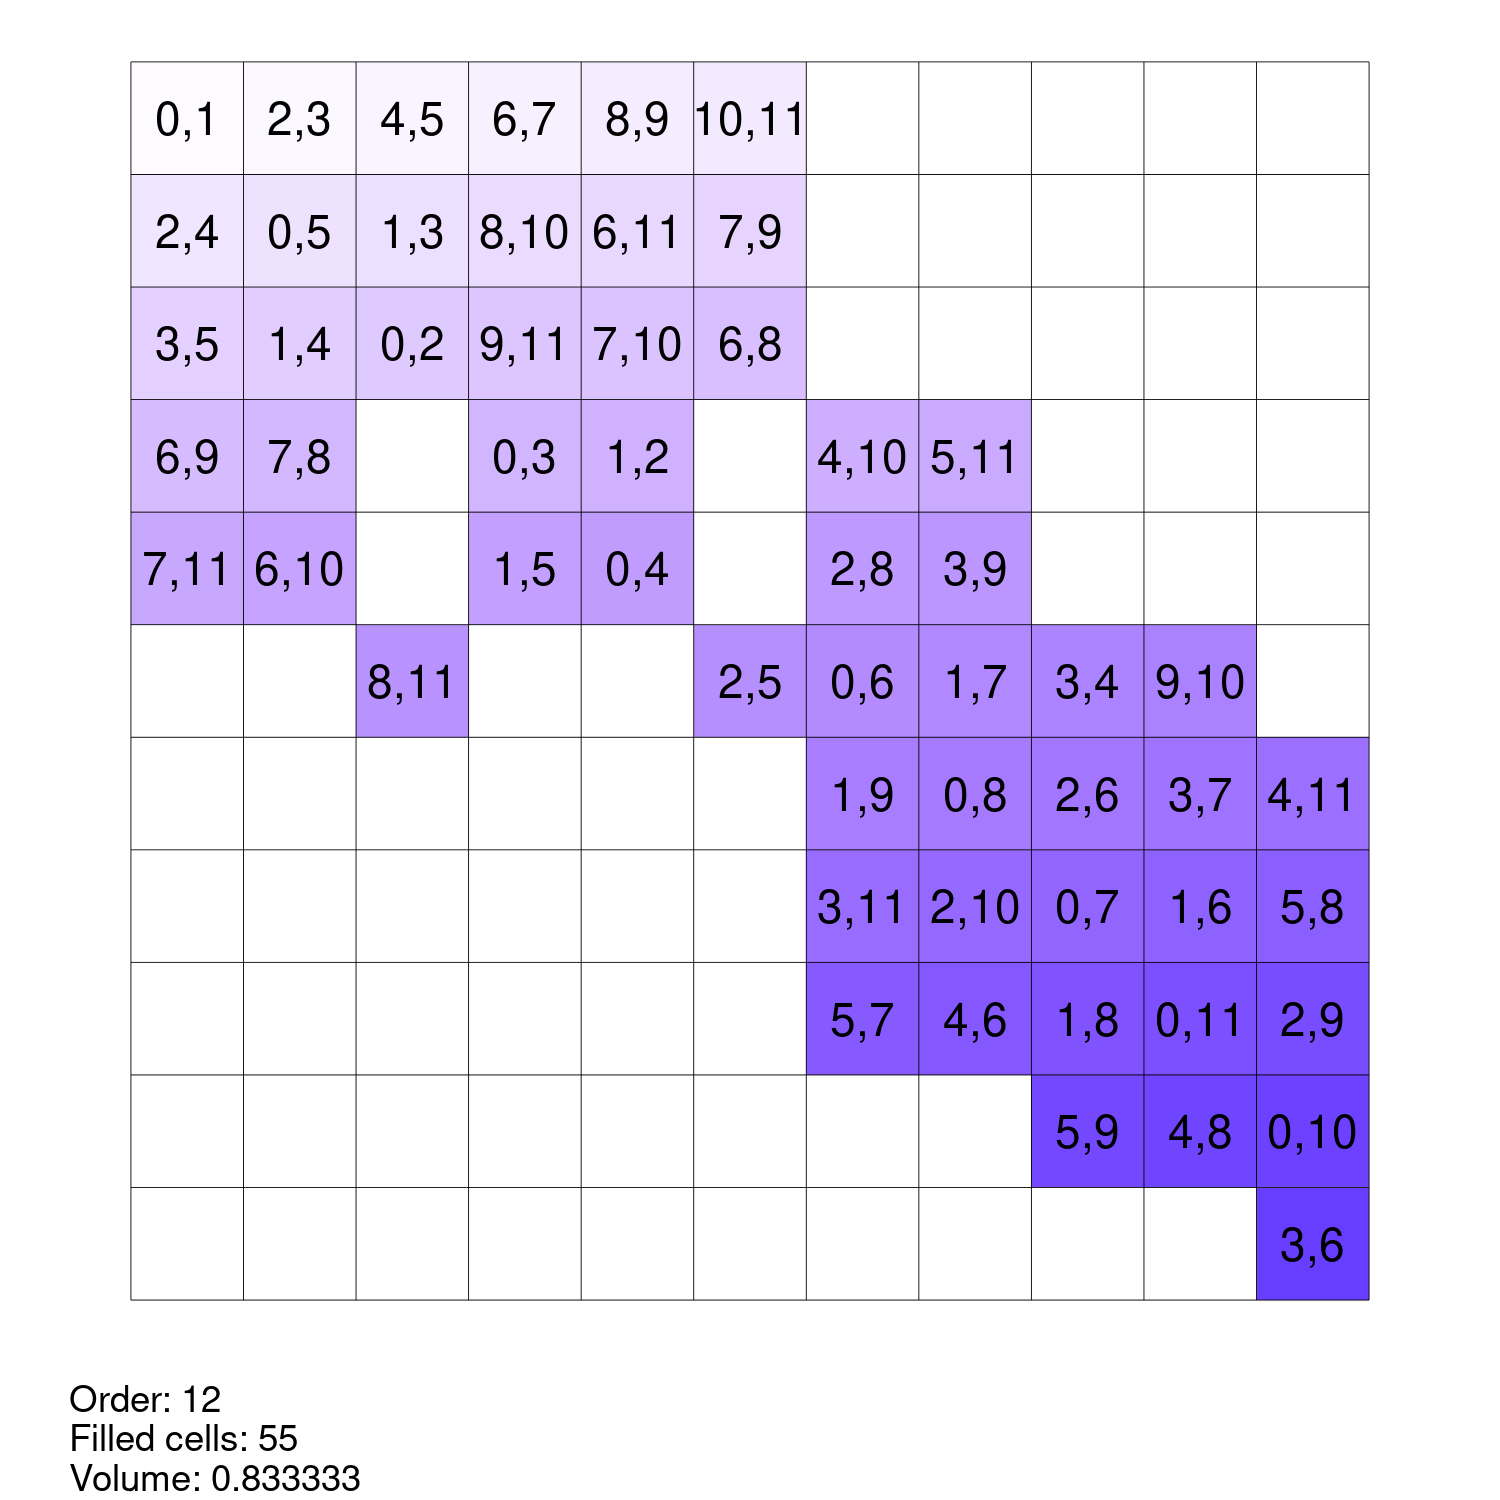 0,1 2,3 4,5 6,7 8,9 10,11
2,4 0,5 1,3 8,10 6,11 7,9
3,5 1,4 0,2 9,11 7,10 6,8
6,9 7,8 0,3 1,2 4,10 5,11
7,11 6,10 1,5 0,4 2,8 3,9
8,11 2,5 0,6 1,7 3,4 9,10
1,9 0,8 2,6 3,7 4,11
3,11 2,10 0,7 1,6 5,8
5,7 4,6 1,8 0,11 2,9
5,9 4,8 0,10
3,6
Order: 12
Filled cells: 55
Volume: 0.833333